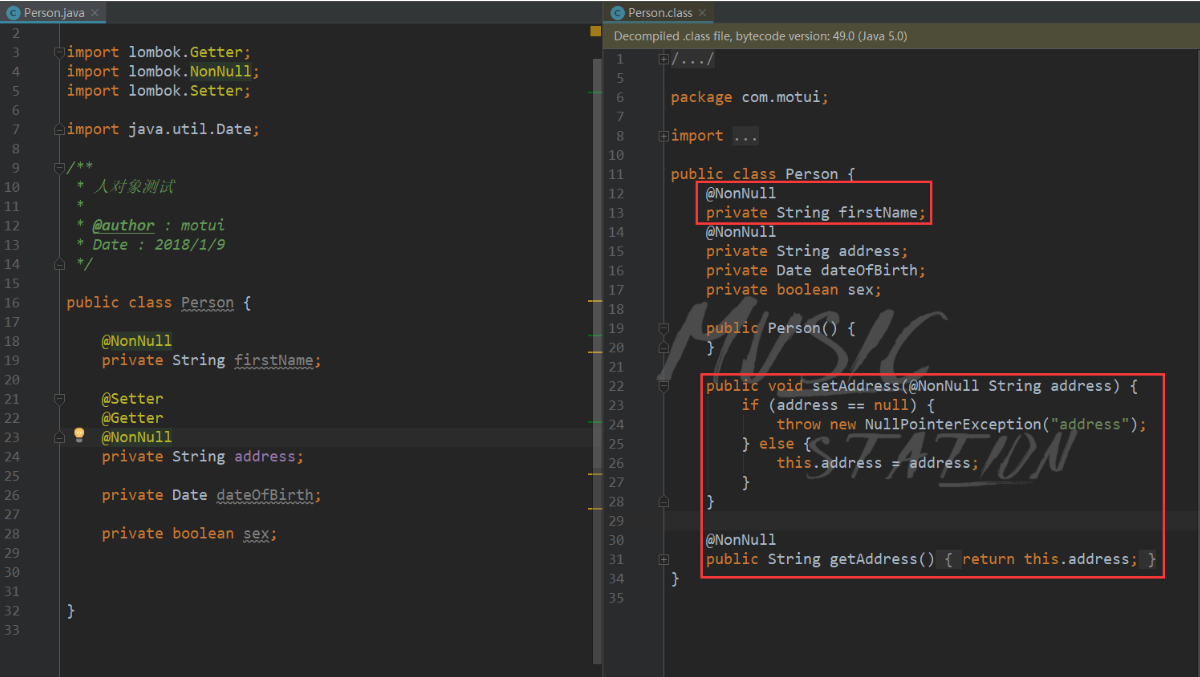 Person.java
2
3 import lombok.Getter;
4 import lombok.NonNull;
5 import lombok.Setter;
6
7 import java.util.Date;
8
9 /**
10 * 人对象测试
11 *
12 * @author : motui
13 * Date : 2018/1/9
14 */
15
16 public class Person {
17
18 @NonNull
19 private String firstName;
20
21 @Setter
22 @Getter
23 @NonNull
24 private String address;
25
26 private Date dateOfBirth;
27
28 private boolean sex;
29
30
31
32 }
33
Person.class
Decompiled .class file, bytecode version: 49.0 (Java 5.0)
1 /.../
5
6 package com.motui;
7
8 import ...
10
11 public class Person {
12 @NonNull
13 private String firstName;
14 @NonNull
15 private String address;
16 private Date dateOfBirth;
17 private boolean sex;
18
19 public Person() {
20 }
21
22 public void setAddress(@NonNull String address) {
23 if (address == null) {
24 throw new NullPointerException("address");
25 } else {
26 this.address = address;
27 }
28 }
29
30 @NonNull
31 public String getAddress() { return this.address; }
34 }
35
MUSIC
STATION